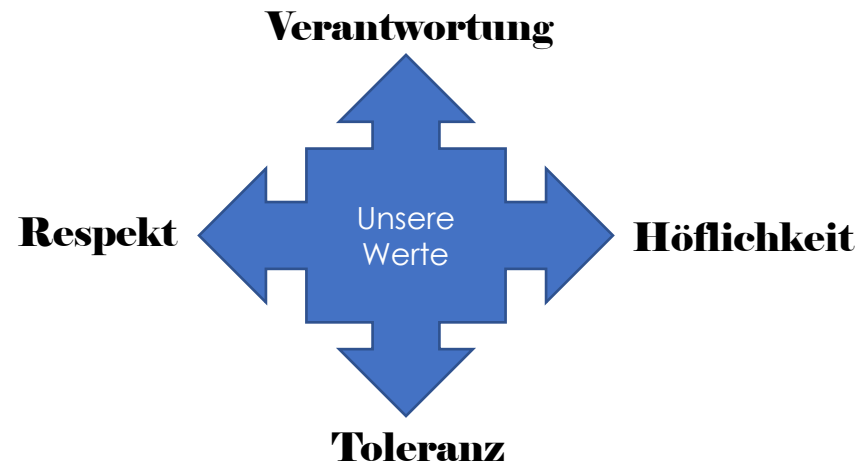 Verantwortung
Respekt
Unsere
Werte
Höflichkeit
Toleranz